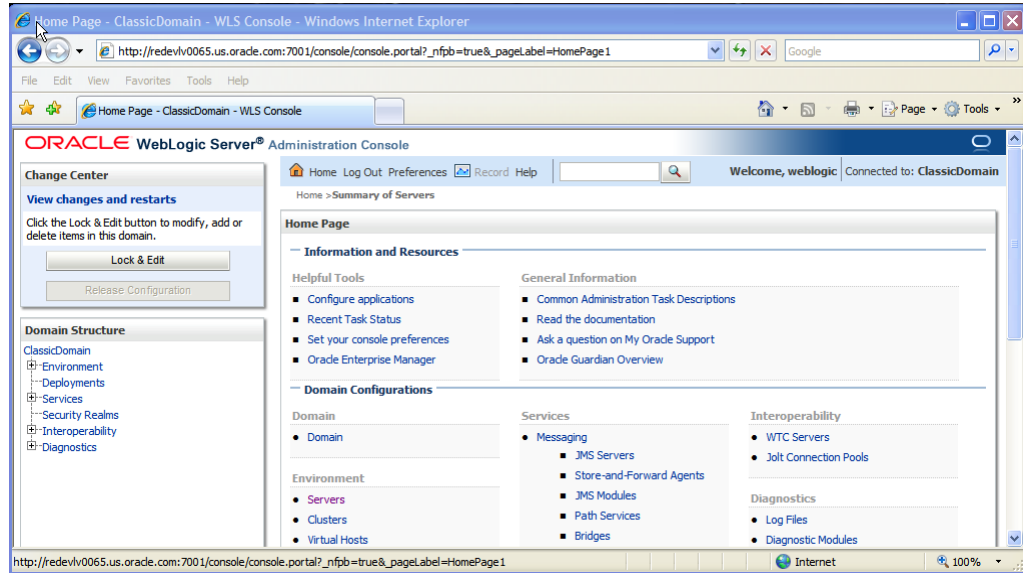 Home Page - ClassicDomain - WLS Console - Windows Internet Explorer
http://redevlv0065.us.oracle.com:7001/console/console.portal?_nfpb=true&_pageLabel=HomePage1
Google
File Edit View Favorites Tools Help
Home Page - ClassicDomain - WLS Console
Page Tools »
ORACLE WebLogic Server® Administration Console
Change Center
View changes and restarts
Click the Lock & Edit button to modify, add or
delete items in this domain.
Lock & Edit
Release Configuration
Domain Structure
ClassicDomain
Environment
Deployments
Services
Security Realms
Interoperability
Diagnostics
Home Log Out Preferences Record Help
Welcome, weblogic Connected to: ClassicDomain
Home >Summary of Servers
Home Page
Information and Resources
Helpful Tools
Configure applications
Recent Task Status
Set your console preferences
Oracle Enterprise Manager
General Information
Common Administration Task Descriptions
Read the documentation
Ask a question on My Oracle Support
Oracle Guardian Overview
Domain Configurations
Domain
Domain
Environment
Servers
Clusters
Virtual Hosts
Services
Messaging
JMS Servers
Store-and-Forward Agents
JMS Modules
Path Services
Bridges
Interoperability
WTC Servers
Jolt Connection Pools
Diagnostics
Log Files
Diagnostic Modules
http://redevlv0065.us.oracle.com:7001/console/console.portal?_nfpb=true&_pageLabel=HomePage1
Internet
100%